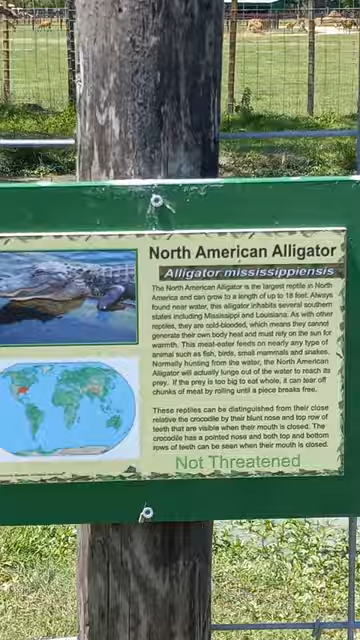 North American Alligator
Alligator mississippiensis
The North American Alligator is the largest reptile in North
America and can grow to a length of up to 18 feet. Always
found near water, this alligator inhabits several southern
states including Mississippi and Louisiana. As with other
reptiles, they are cold-blooded, which means they cannot
generate their own body heat and must rely on the sun for
warmth. This meat-eater feeds on nearly any type of
animal such as fish, birds, small mammals and snakes.
Normally hunting from the water, the North American
Alligator will actually lunge out of the water to reach its
prey. If the prey is too big to eat whole, it can tear off
chunks of meat by rolling until a piece breaks free.
These reptiles can be distinguished from their close
relative the crocodile by their blunt nose and top row of
teeth that are visible when their mouth is closed. The
crocodile has a pointed nose and both top and bottom
rows of teeth can be seen when their mouth is closed.
Not Threatened